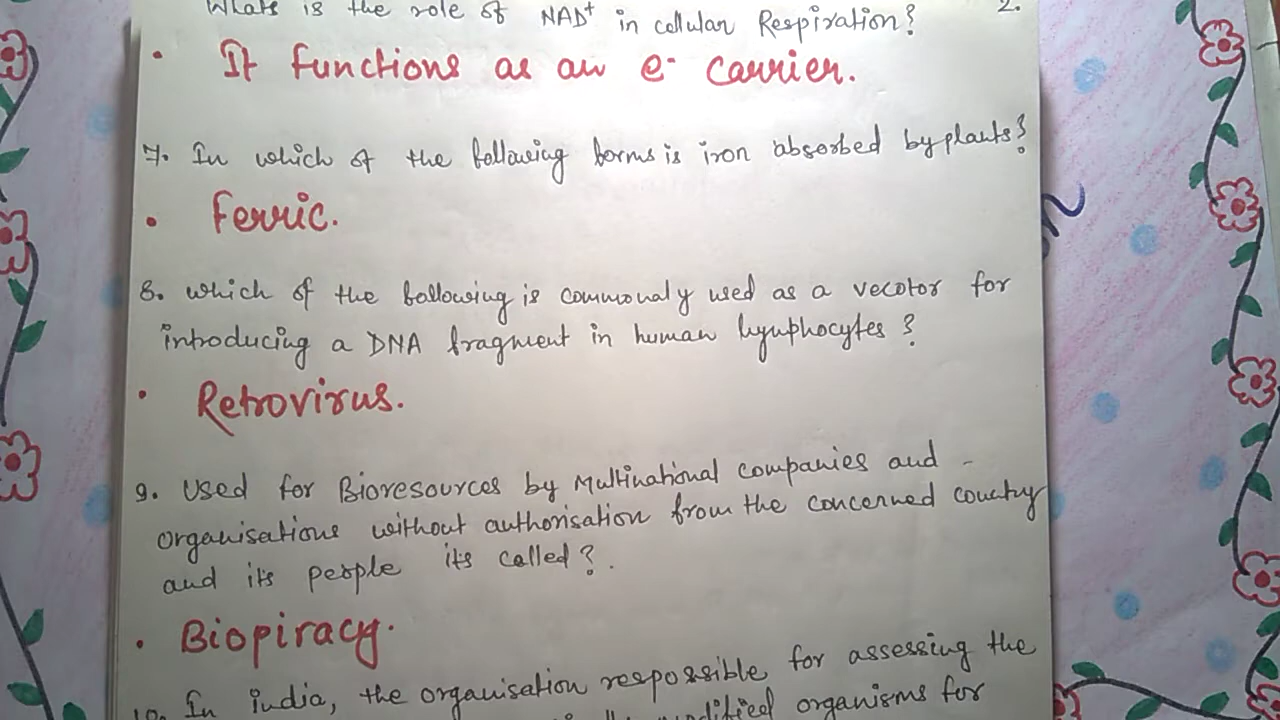 Whats is the role of NAD+ in cellular Respiration? 2.
• It functions as an e- carrier.
7. In which of the following forms is iron absorbed by plants?
• Ferric.
8. which of the following is commonaly used as a vecotor for
introducing a DNA fragment in human lymphocytes?
• Retrovirus.
9. Used for Bioresources by Multinational companies and -
organisations without authorisation from the concerned country
and its people its called?.
• Biopiracy.
10. In india, the organisation responsible for assessing the
modified organisms for